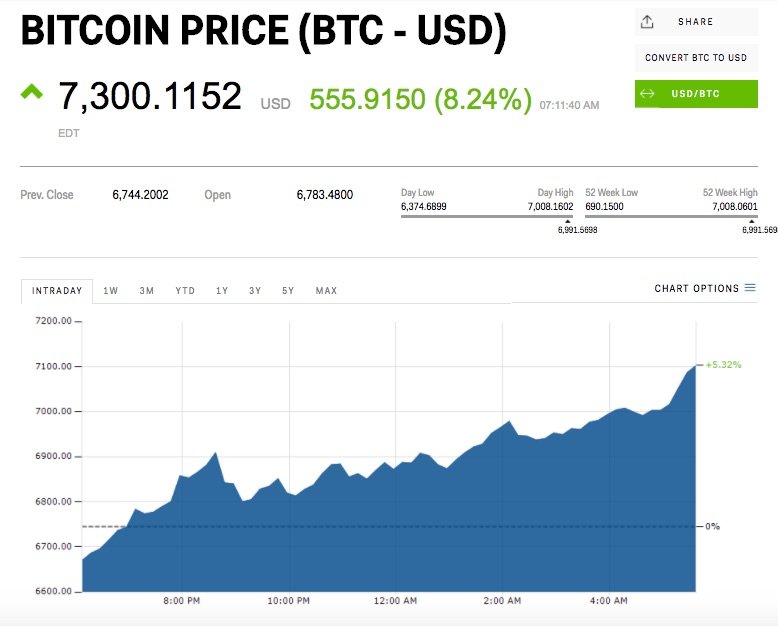 BITCOIN PRICE (BTC - USD)
SHARE
CONVERT BTC TO USD
USD/BTC
7,300.1152 USD 555.9150 (8.24%) 07:11:40 AM
EDT
Prev. Close 6,744.2002 Open 6,783.4800
Day Low Day High 52 Week Low 52 Week High
6,374.6899 7,008.1602 690.1500 7,008.0601
6,991.5698 6,991.569
INTRADAY 1W 3M YTD 1Y 3Y 5Y MAX
CHART OPTIONS
7200.00
7100.00
+5.32%
7000.00
6900.00
6800.00
0%
6700.00
6600.00
8:00 PM 10:00 PM 12:00 AM 2:00 AM 4:00 AM